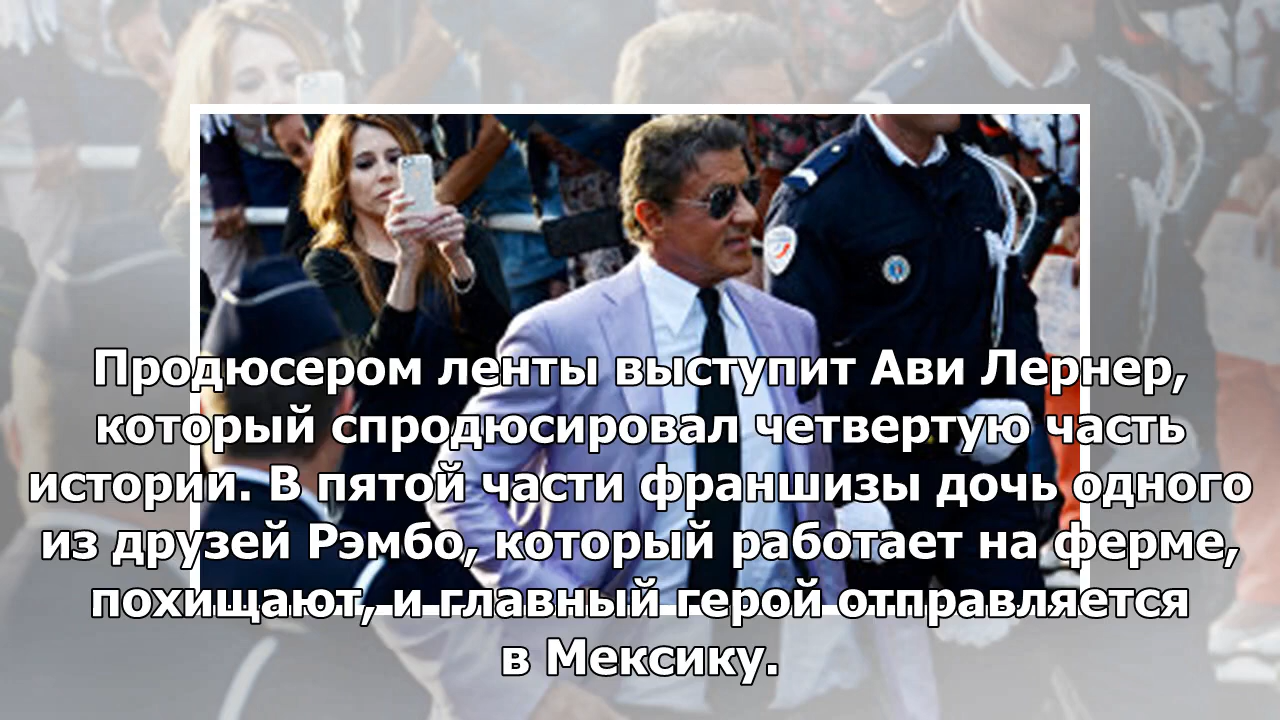 Продюсером ленты выступит Ави Лернер,
который спродюсировал четвертую часть
истории. В пятой части франшизы дочь одного
из друзей Рэмбо, который работает на ферме,
похищают, и главный герой отправляется
в Мексику.